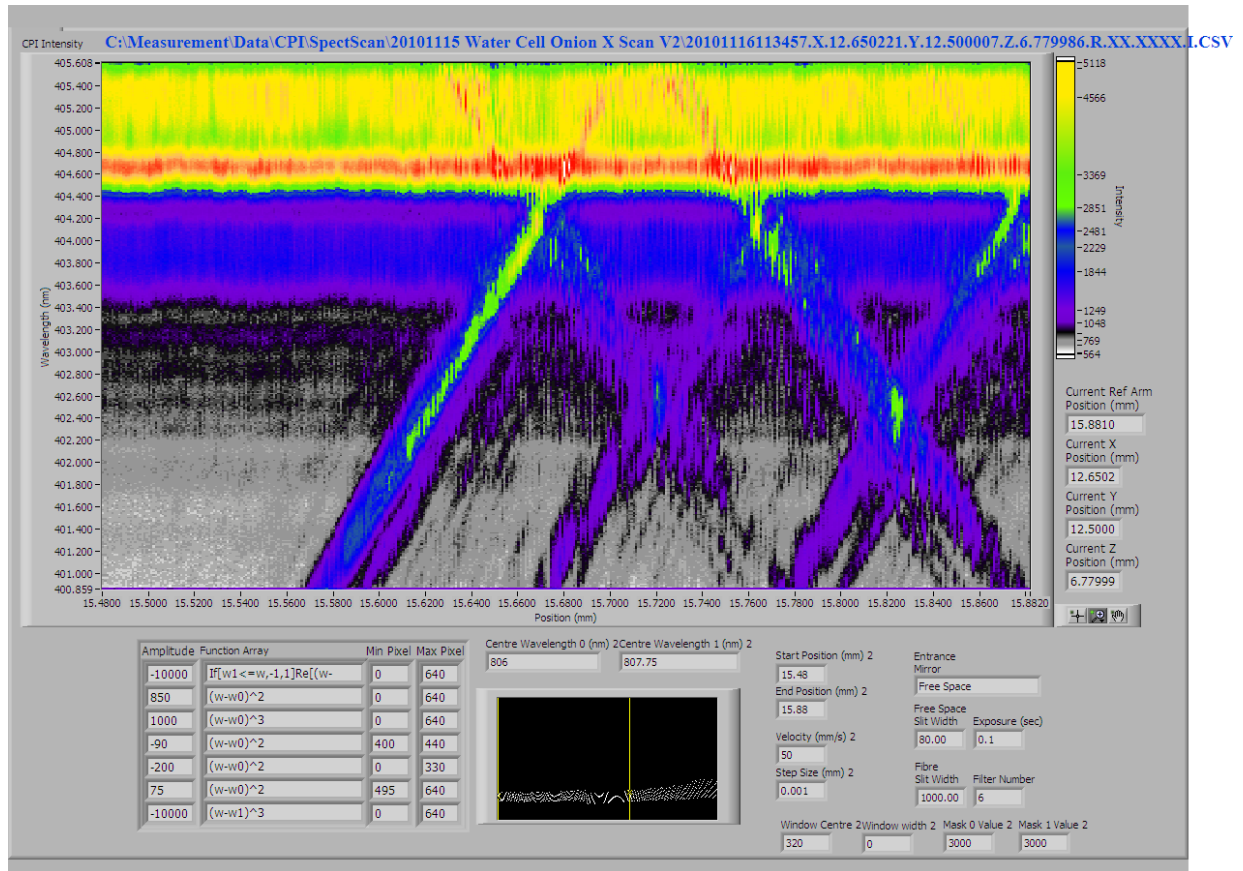 C:\Measurement\Data\CPI\SpectScan\20101115 Water Cell Onion X Scan V2\20101116113457.X.12.650221.Y.12.500007.Z.6.779986.R.XX.XXXX.I.CSV
CPI Intensity
405.608
405.400
405.200
405.000
404.800
404.600
404.400
404.200
404.000
403.800
403.600
403.400
403.200
403.000
402.800
402.600
402.400
402.200
402.000
401.800
401.600
401.400
401.200
401.000
400.859
Wavelength (nm)
15.4800 15.5000 15.5200 15.5400 15.5600 15.5800 15.6000 15.6200 15.6400 15.6600 15.6800 15.7000 15.7200 15.7400 15.7600 15.7800 15.8000 15.8200 15.8400 15.8600 15.8820
Position (mm)
5118
4566
3369
2851
2481
2229
1844
1249
1048
769
564
Intensity
Current Ref Arm
Position (mm)
15.8810
Current X
Position (mm)
12.6502
Current Y
Position (mm)
12.5000
Current Z
Position (mm)
6.77999
Amplitude Function Array Min Pixel Max Pixel
-10000 If[w1<=w,-1,1]Re[(w- 0 640
850 (w-w0)^2 0 640
1000 (w-w0)^3 0 640
-90 (w-w0)^2 400 440
-200 (w-w0)^2 0 330
75 (w-w0)^2 495 640
-10000 (w-w1)^3 0 640
Centre Wavelength 0 (nm) 2 Centre Wavelength 1 (nm) 2
806 807.75
Start Position (mm) 2
15.48
End Position (mm) 2
15.88
Velocity (mm/s) 2
50
Step Size (mm) 2
0.001
Entrance
Mirror
Free Space
Free Space
Slit Width Exposure (sec)
80.00 0.1
Fibre
Slit Width Filter Number
1000.00 6
Window Centre 2 Window width 2 Mask 0 Value 2 Mask 1 Value 2
320 0 3000 3000